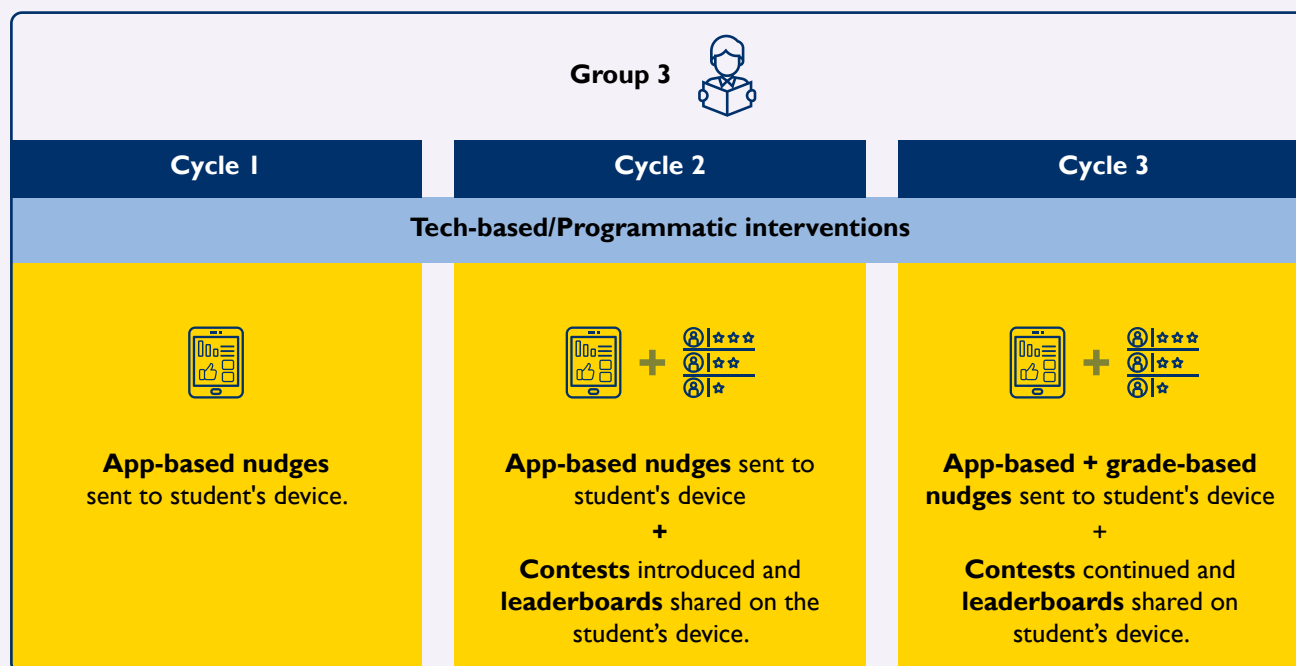 Group 3
Cycle 1
Cycle 2
Cycle 3
Tech-based/Programmatic interventions
App-based nudges
sent to student's device.
App-based nudges sent to
student's device
+
Contests introduced and
leaderboards shared on the
student’s device.
App-based + grade-based
nudges sent to student's device
+
Contests continued and
leaderboards shared on
student’s device.